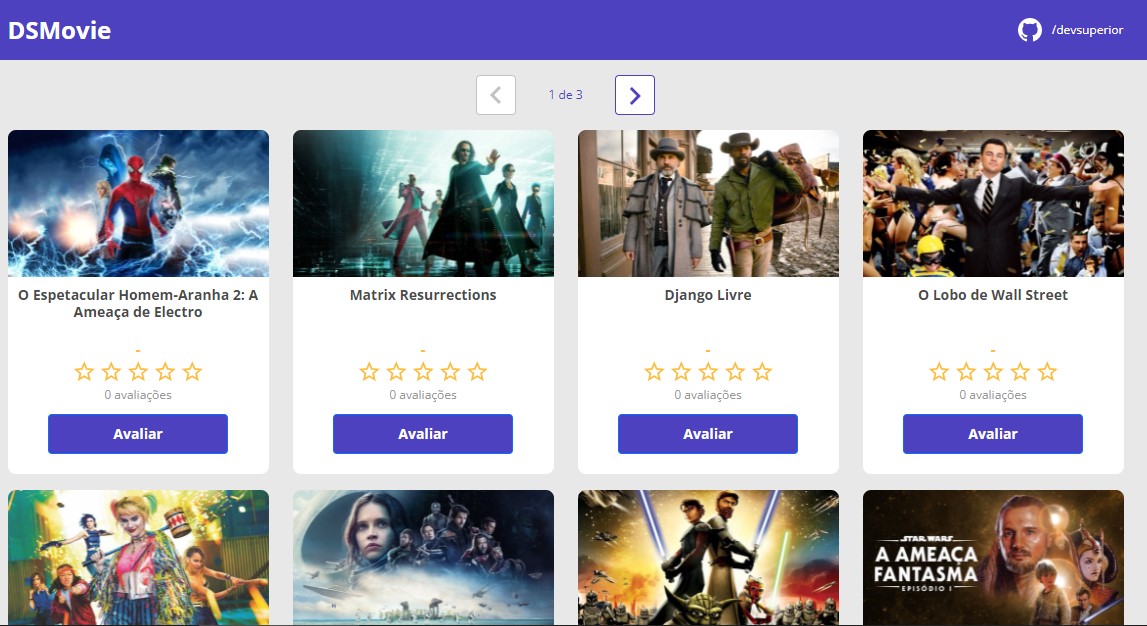 DSMovie
/devsuperior
1 de 3
O Espetacular Homem-Aranha 2: A
Ameaça de Electro
-
0 avaliações
Avaliar
Matrix Resurrections
-
0 avaliações
Avaliar
Django Livre
-
0 avaliações
Avaliar
O Lobo de Wall Street
-
0 avaliações
Avaliar
STAR WARS
A AMEAÇA
FANTASMA
EPISÓDIO I